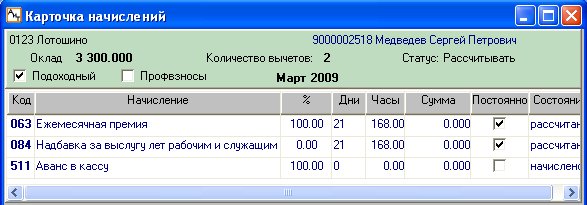 Карточка начислений
0123 Лотошино 9000002518 Медведев Сергей Петрович
Оклад 3 300.000 Количество вычетов: 2 Статус: Рассчитывать
Подоходный Профвзносы Март 2009
Код Начисление % Дни Часы Сумма Постоянно Состояни
063 Ежемесячная премия 100.00 21 168.00 0.000 рассчитан
084 Надбавка за выслугу лет рабочим и служащим 0.00 21 168.00 0.000 рассчитан
511 Аванс в кассу 100.00 0 0.00 0.000 начислено